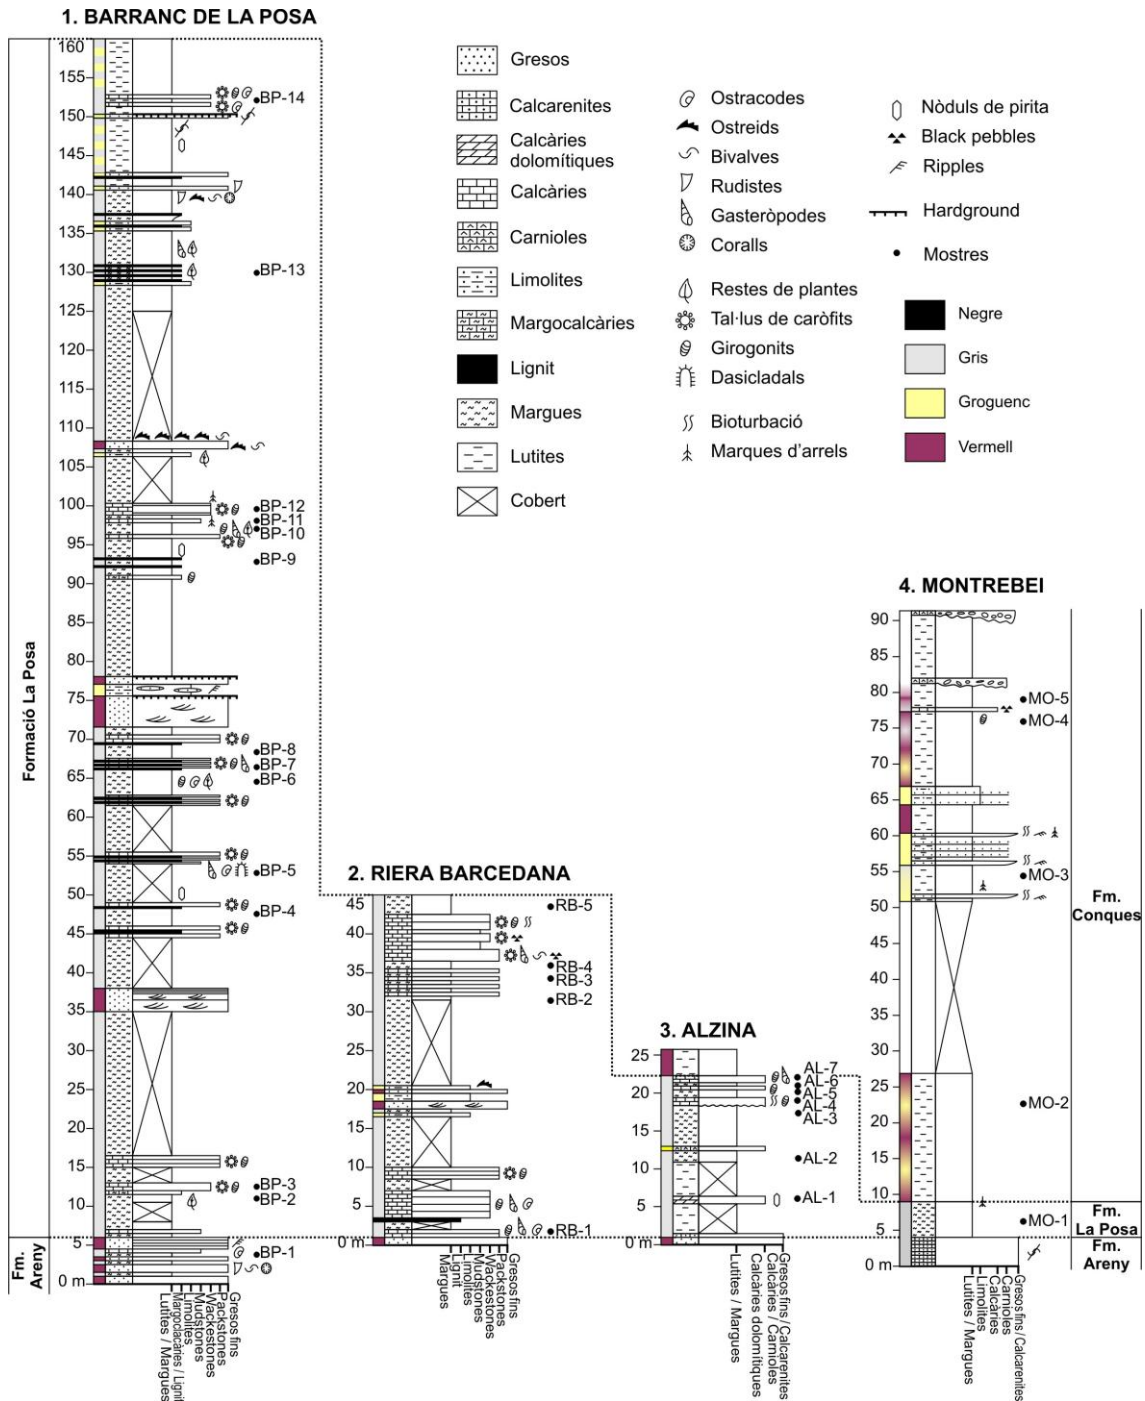 1. BARRANC DE LA POSA
160
155
150
145
140
135
130
125
120
115
110
105
100
95
90
80
75
70
65
60
55
50
45
40
35
30
25
20
15
10
5
0 m
BP-14
BP-13
BP-12
BP-11
BP-10
BP-9
BP-8
BP-7
BP-6
BP-5
BP-4
BP-3
BP-2
BP-1
Formació La Posa
Fm.
Areny
Lutites / Margues
Margoclacàries / Lignit
Limolites
Mudstones
Wackestones
Packstones
Gresos fins
Gresos
Calcarenites
Calcàries
dolomítiques
Calcàries
Carnioles
Limolites
Margocalcàries
Lignit
Margues
Lutites
Cobert
Ostracodes
Ostreids
Bivalves
Rudistes
Gasteròpodes
Coralls
Restes de plantes
Tal·lus de caròfits
Girogonits
Dasicladals
Bioturbació
Marques d'arrels
Nòduls de pirita
Black pebbles
Ripples
Hardground
Mostres
Negre
Gris
Groguenc
Vermell
2. RIERA BARCEDANA
45
40
35
30
25
20
15
10
5
0 m
RB-5
RB-4
RB-3
RB-2
RB-1
Margues
Lignit
Limolites
Mudstones
Wackestones
Packstones
Gresos fins
3. ALZINA
25
20
15
10
5
0 m
AL-7
AL-6
AL-5
AL-4
AL-3
AL-2
AL-1
Lutites / Margues
Calcàries dolomítiques
Calcàries / Carnioles
Gresos fins / Calcarenites
4. MONTREBEI
90
85
80
75
70
65
60
55
50
45
40
35
30
25
20
15
10
5
0 m
MO-5
MO-4
MO-3
MO-2
MO-1
Fm.
Conques
Fm.
La Posa
Fm.
Areny
Lutites / Margues
Limolites
Calcàries
Carnioles
Gresos fins / Calcarenites